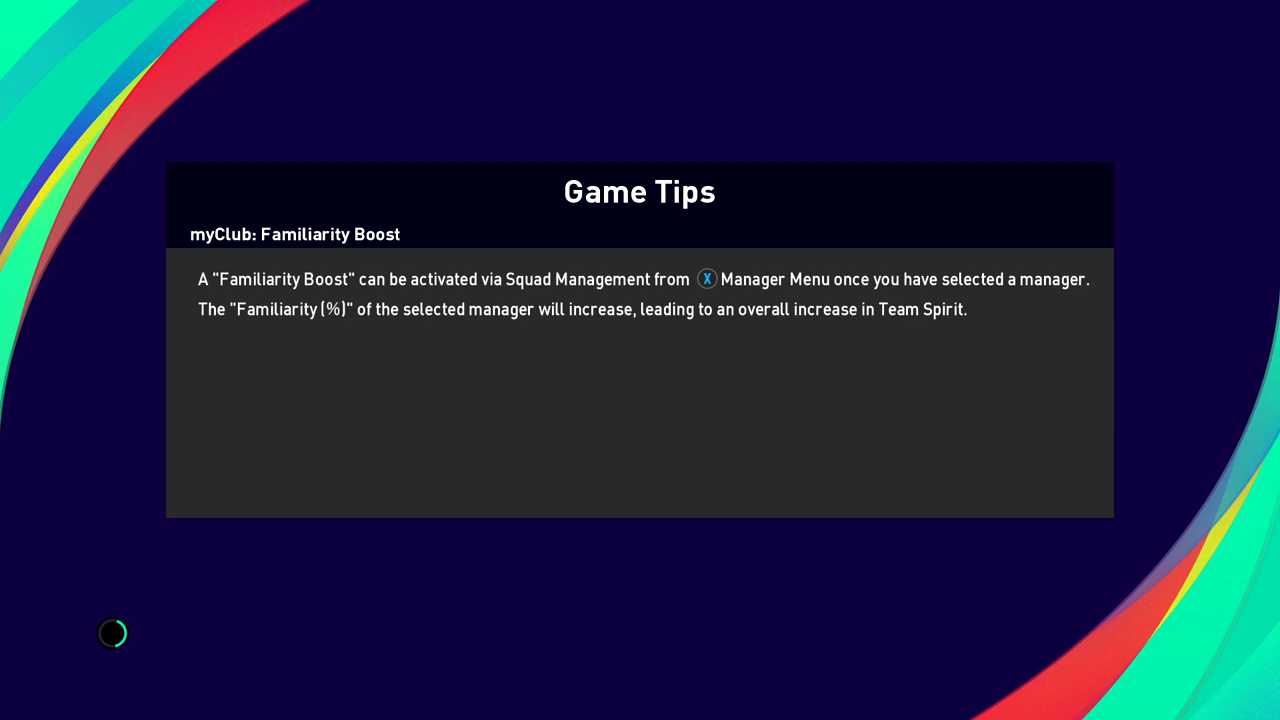 Game Tips
myClub: Familiarity Boost
A "Familiarity Boost" can be activated via Squad Management from X Manager Menu once you have selected a manager.
The "Familiarity (%)" of the selected manager will increase, leading to an overall increase in Team Spirit.